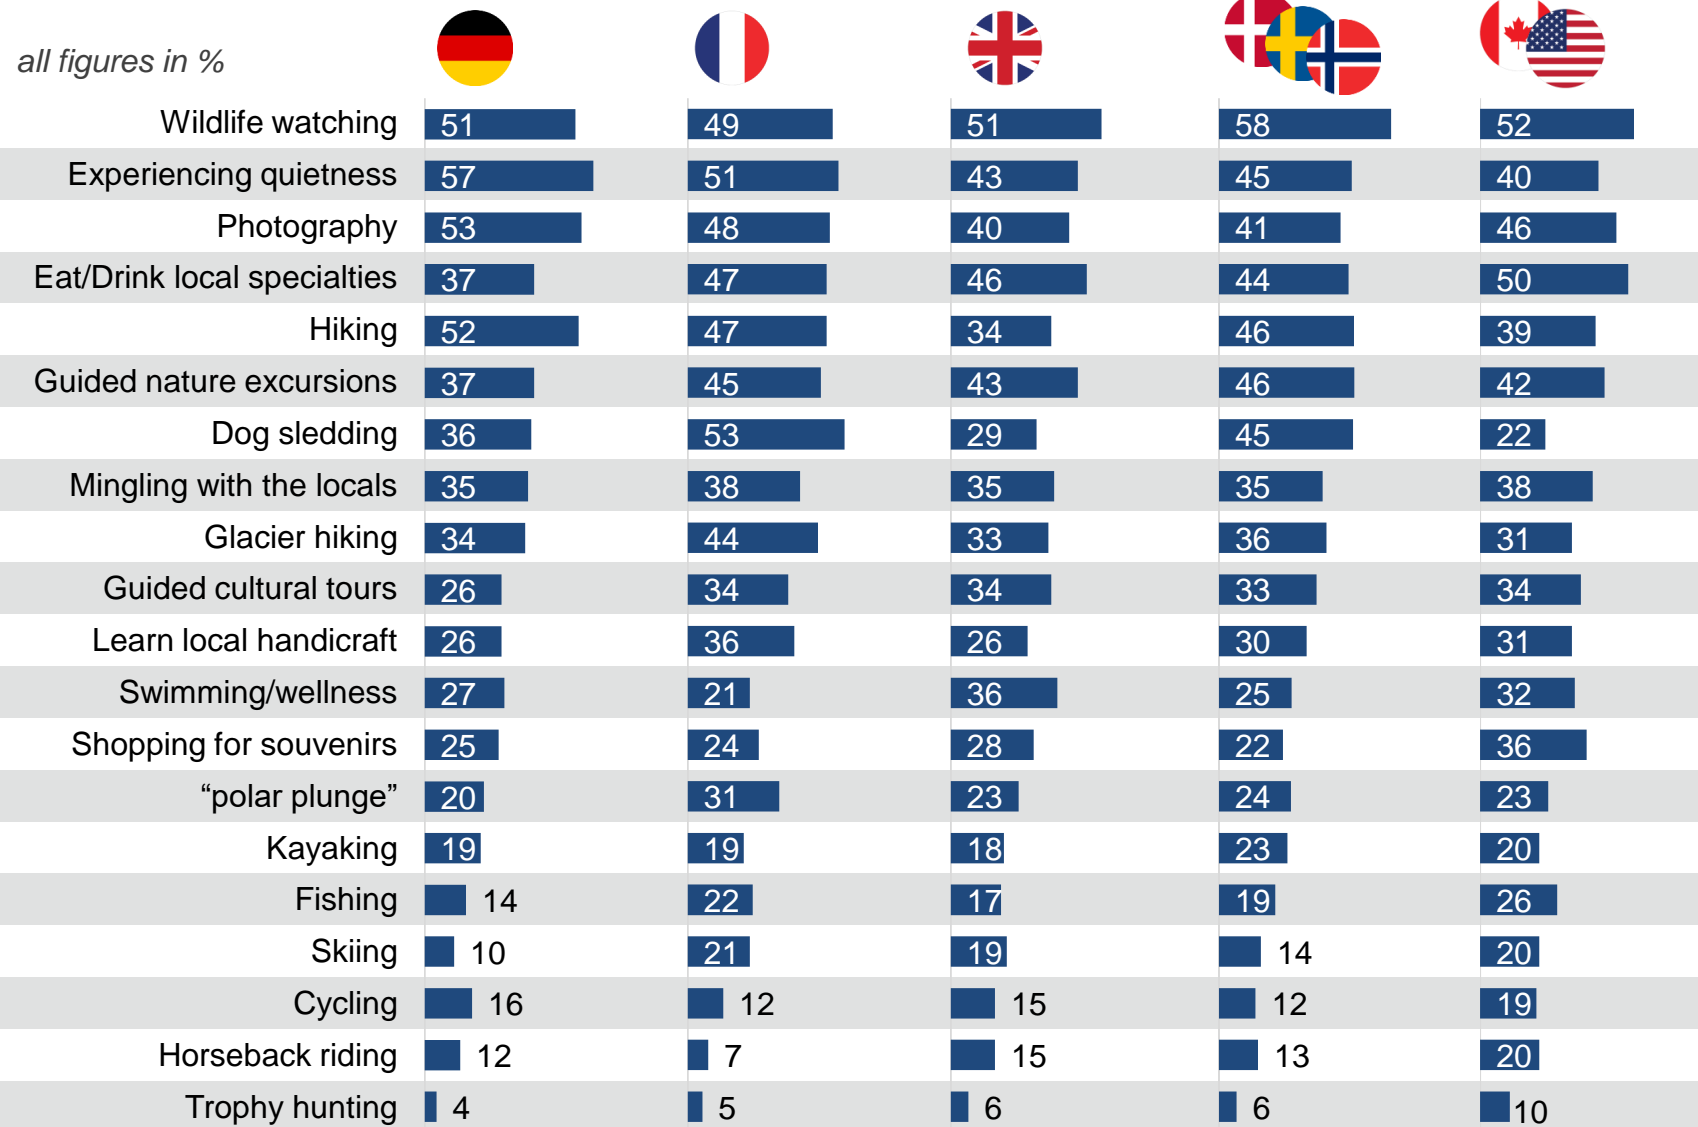 all figures in %
Wildlife watching 51 49 51 58 52
Experiencing quietness 57 51 43 45 40
Photography 53 48 40 41 46
Eat/Drink local specialties 37 47 46 44 50
Hiking 52 47 34 46 39
Guided nature excursions 37 45 43 46 42
Dog sledding 36 53 29 45 22
Mingling with the locals 35 38 35 35 38
Glacier hiking 34 44 33 36 31
Guided cultural tours 26 34 34 33 34
Learn local handicraft 26 36 26 30 31
Swimming/wellness 27 21 36 25 32
Shopping for souvenirs 25 24 28 22 36
“polar plunge” 20 31 23 24 23
Kayaking 19 19 18 23 20
Fishing 14 22 17 19 26
Skiing 10 21 19 14 20
Cycling 16 12 15 12 19
Horseback riding 12 7 15 13 20
Trophy hunting 4 5 6 6 10